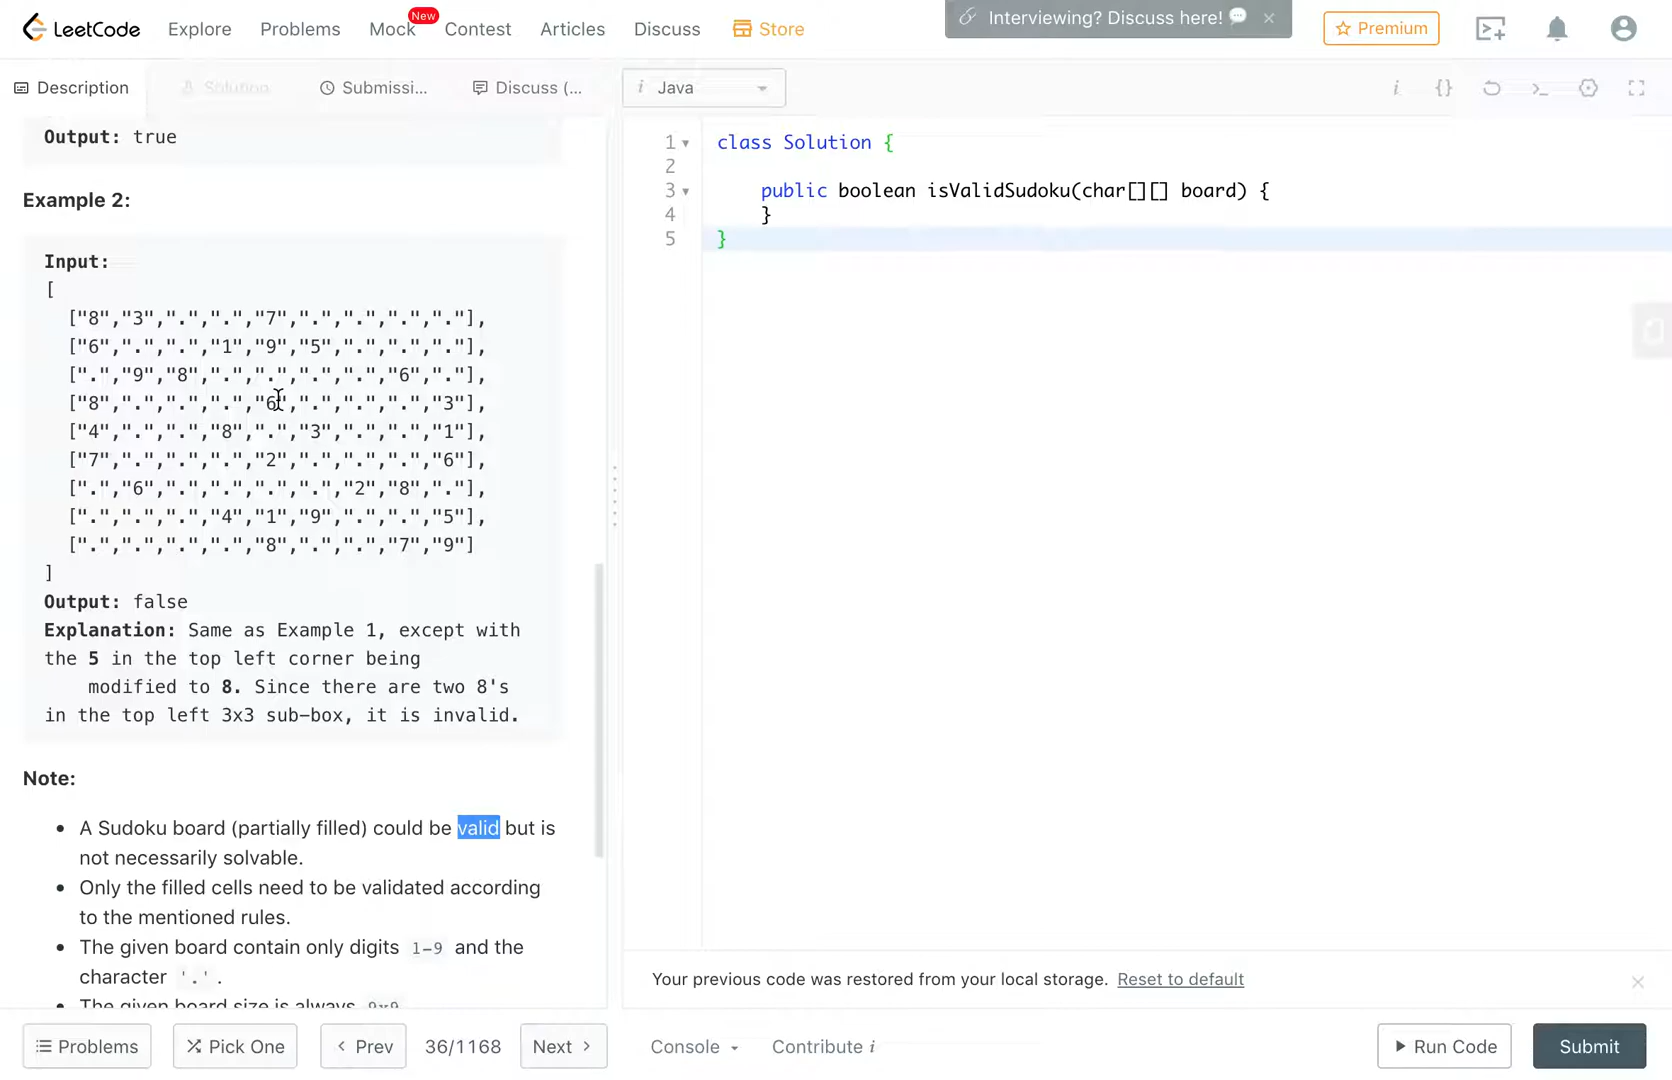 LeetCode Explore Problems Mock New Contest Articles Discuss Store Interviewing? Discuss here! Premium
Description Solution Submissi... Discuss (... i Java
Output: true
Example 2:
Input:
[
["8","3",".",".","7",".",".",".","."],
["6",".",".","1","9","5",".",".","."],
[".","9","8",".",".",".",".","6","."],
["8",".",".",".","6",".",".",".","3"],
["4",".",".","8",".","3",".",".","1"],
["7",".",".",".","2",".",".",".","6"],
[".","6",".",".",".",".","2","8","."],
[".",".",".","4","1","9",".",".","5"],
[".",".",".",".","8",".",".","7","9"]
]
Output: false
Explanation: Same as Example 1, except with
the 5 in the top left corner being
modified to 8. Since there are two 8's
in the top left 3x3 sub-box, it is invalid.
Note:
• A Sudoku board (partially filled) could be valid but is
not necessarily solvable.
• Only the filled cells need to be validated according
to the mentioned rules.
• The given board contain only digits 1-9 and the
character '.'.
• The given board size is always 9x9
1 class Solution {
2
3 public boolean isValidSudoku(char[][] board) {
4 }
5 }
Your previous code was restored from your local storage. Reset to default
Problems Pick One < Prev 36/1168 Next > Console Contribute i Run Code Submit